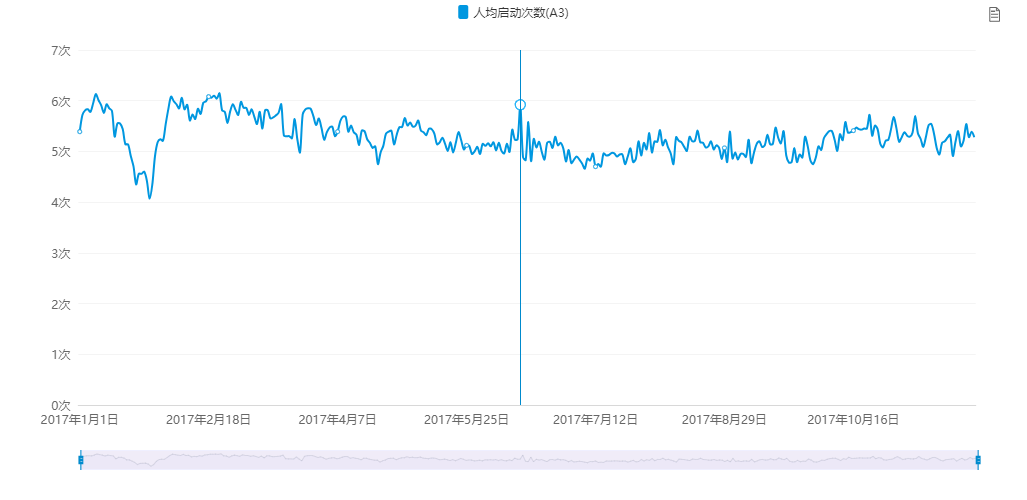 人均启动次数(A3)
7次
6次
5次
4次
3次
2次
1次
0次
2017年1月1日 2017年2月18日 2017年4月7日 2017年5月25日 2017年7月12日 2017年8月29日 2017年10月16日